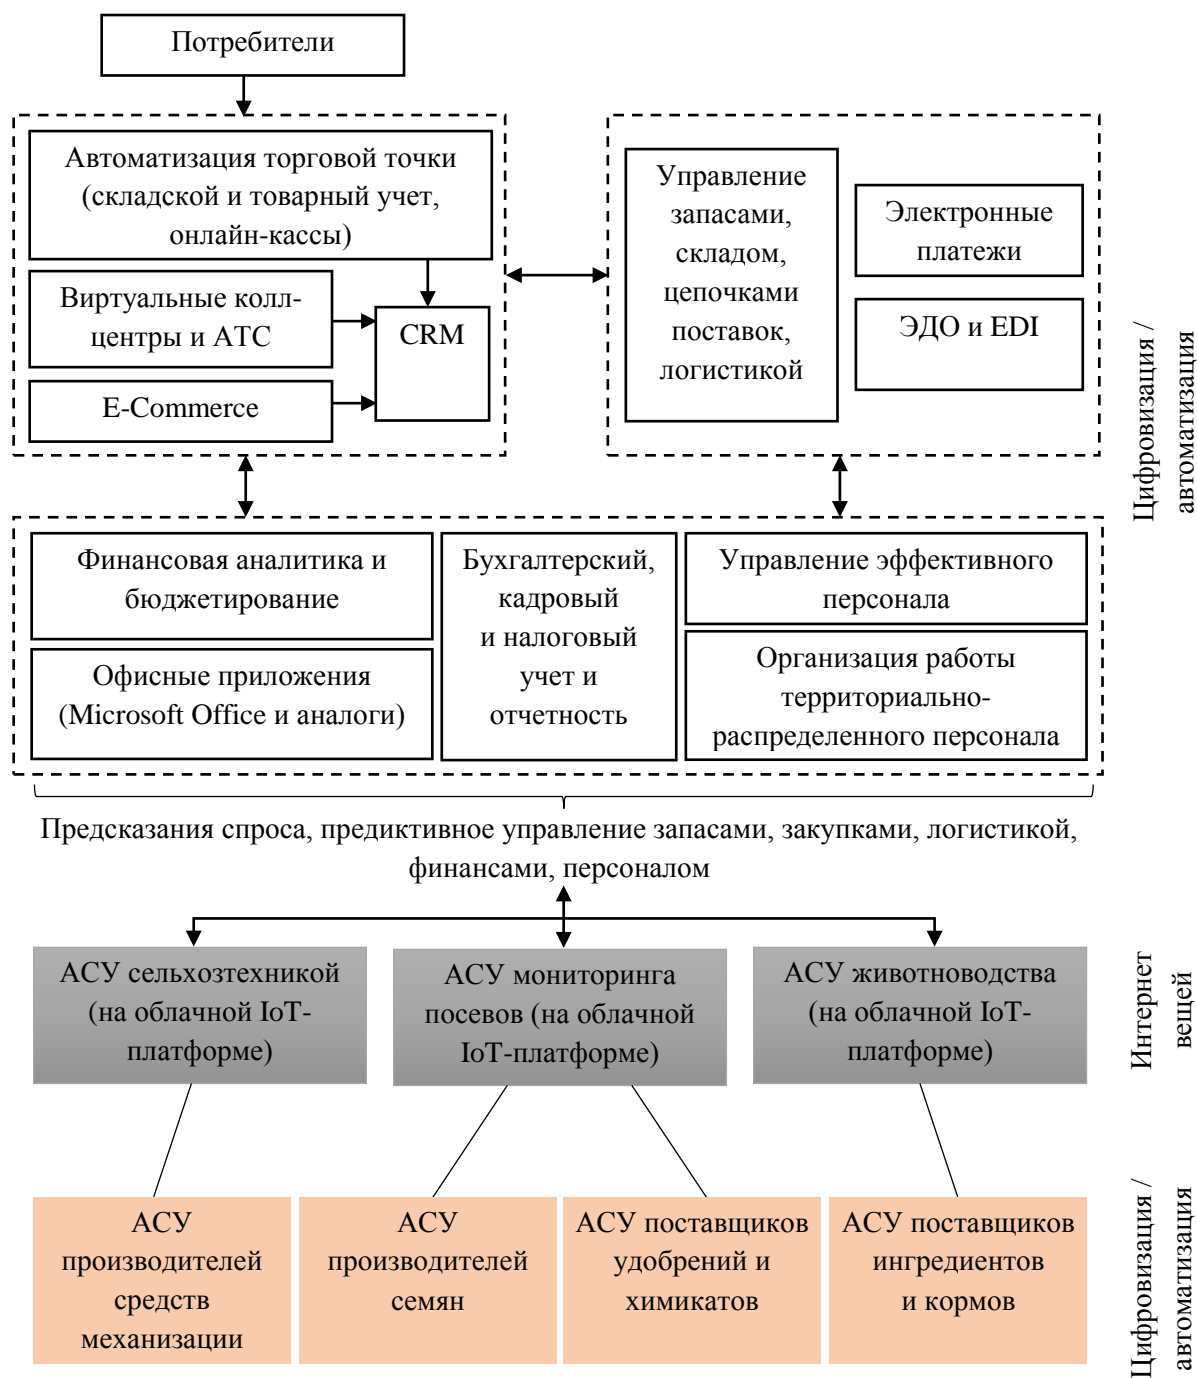 Потребители
Автоматизация торговой точки
(складской и товарный учет,
онлайн-кассы)
Виртуальные колл-
центры и АТС
E-Commerce
CRM
Управление
запасами,
складом,
цепочками
поставок,
логистикой
Электронные
платежи
ЭДО и EDI
Цифровизация /
автоматизация
Финансовая аналитика и
бюджетирование
Офисные приложения
(Microsoft Office и аналоги)
Бухгалтерский,
кадровый
и налоговый
учет и
отчетность
Управление эффективного
персонала
Организация работы
территориально-
распределенного персонала
Предсказания спроса, предиктивное управление запасами, закупками, логистикой,
финансами, персоналом
АСУ сельхозтехникой
(на облачной IoT-
платформе)
АСУ мониторинга
посевов (на облачной
IoT-платформе)
АСУ животноводства
(на облачной IoT-
платформе)
Интернет
вещей
АСУ
производителей
средств
механизации
АСУ
производителей
семян
АСУ поставщиков
удобрений и
химикатов
АСУ поставщиков
ингредиентов
и кормов
Цифровизация /
автоматизация